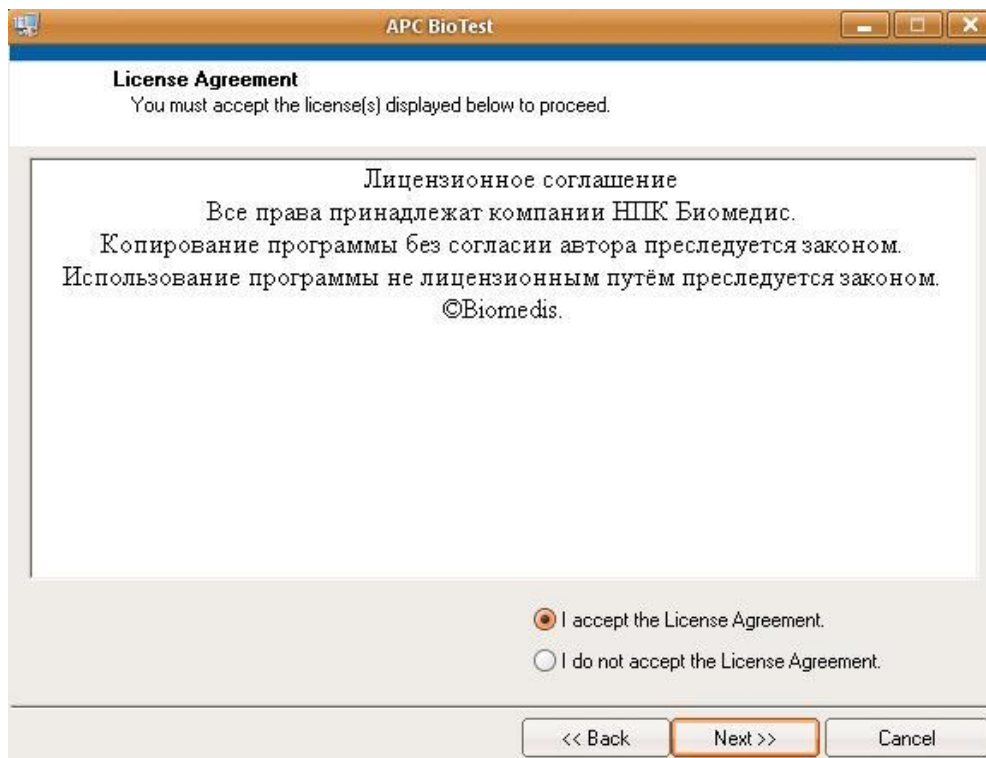 APC BioTest
License Agreement
You must accept the license(s) displayed below to proceed.
Лицензионное соглашение
Все права принадлежат компании НПК Биомедис.
Копирование программы без согласии автора преследуется законом.
Использование программы не лицензионным путём преследуется законом.
©Biomedis.
I accept the License Agreement.
I do not accept the License Agreement.
<< Back Next >> Cancel